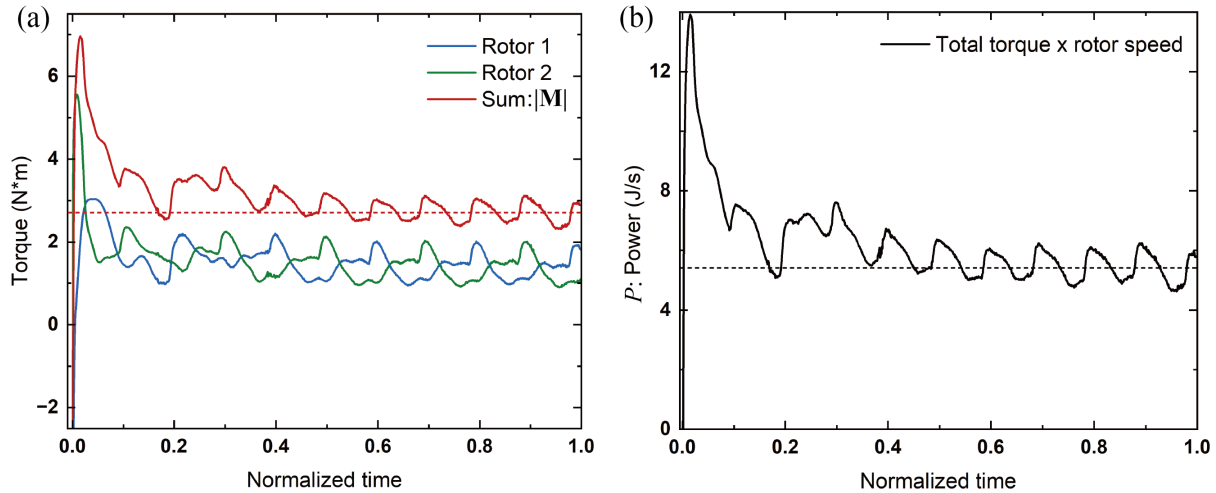 (a)
Rotor 1
Rotor 2
Sum:|M|
Torque (N*m)
6
4
2
0
−2
0.0 0.2 0.4 0.6 0.8 1.0
Normalized time
(b)
Total torque x rotor speed
P: Power (J/s)
12
8
4
0
0.0 0.2 0.4 0.6 0.8 1.0
Normalized time